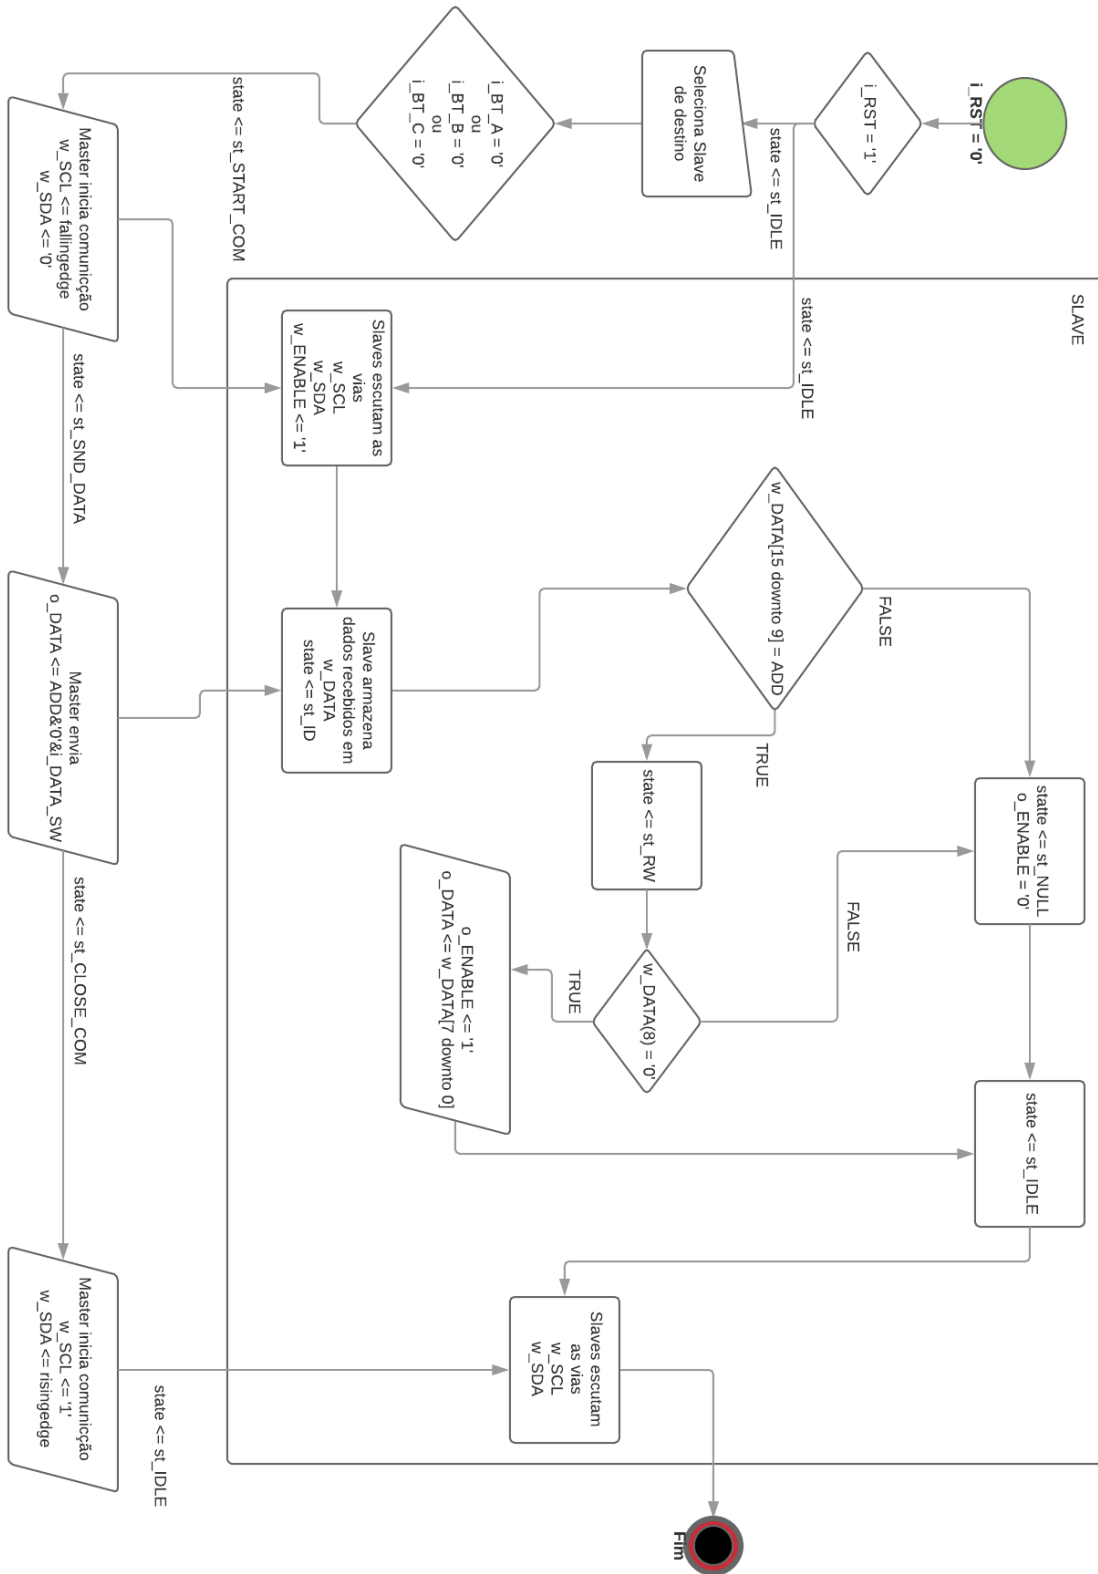 i_RST = '0'
i_RST = '1'
state <= st_IDLE
Seleciona Slave
de destino
i_BT_A = '0'
ou
i_BT_B = '0'
ou
i_BT_C = '0'
state <= st_START_COM
Master inicia comunicção
w_SCL <= fallingedge
w_SDA <= '0'
state <= st_SND_DATA
Master envia
o_DATA <= ADD&'0'&i_DATA_SW
state <= st_CLOSE_COM
Master inicia comunicção
w_SCL <= '1'
w_SDA <= risingedge
state <= st_IDLE
SLAVE
state <= st_IDLE
Slaves escutam as
vias
w_SCL
w_SDA
w_ENABLE <= '1'
Slave armazena
dados recebidos em
w_DATA
state <= st_ID
w_DATA[15 downto 9] = ADD
FALSE
TRUE
state <= st_RW
w_DATA(8) = '0'
FALSE
TRUE
o_ENABLE <= '1'
o_DATA <= w_DATA[7 downto 0]
statte <= st_NULL
o_ENABLE = '0'
state <= st_IDLE
Slaves escutam
as vias
w_SCL
w_SDA
Fim